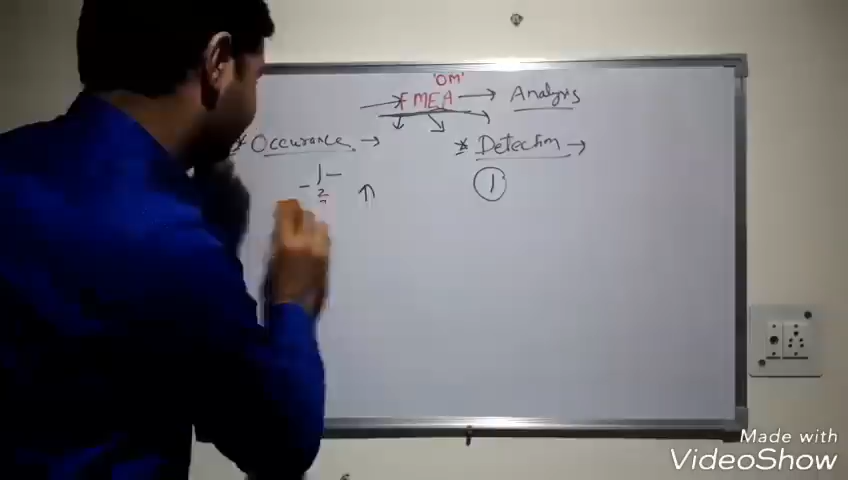 'OM'
FMEA → Analysis
* Occurance → * Detection →
- 1 - ↑ 1
2
Made with
VideoShow